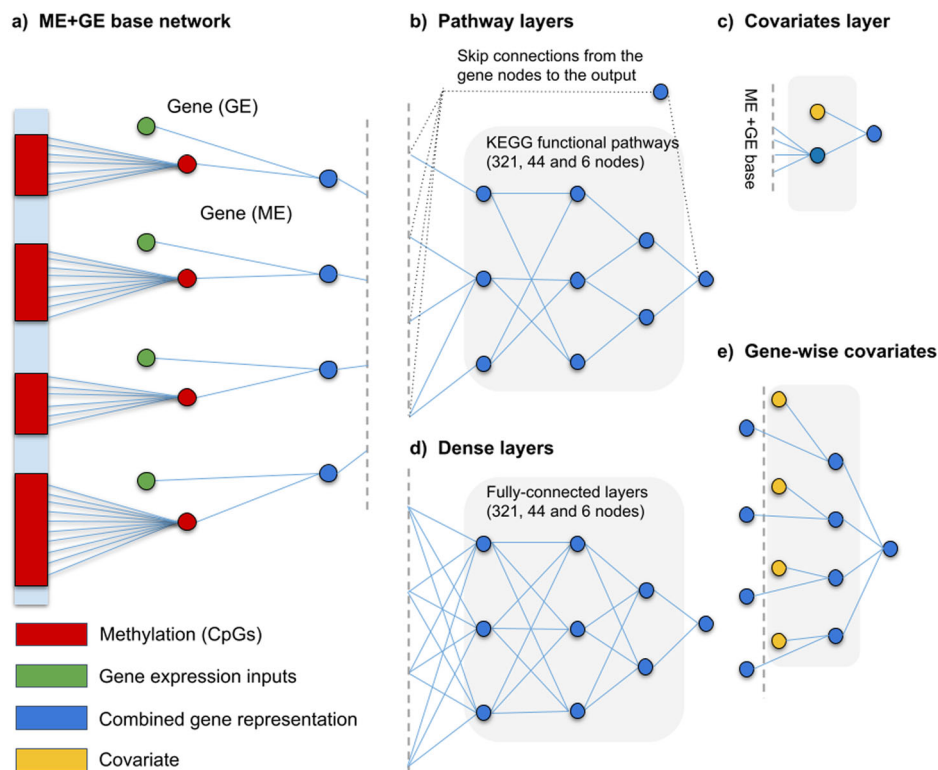 a) ME+GE base network
Gene (GE)
Gene (ME)
Methylation (CpGs)
Gene expression inputs
Combined gene representation
Covariate
b) Pathway layers
Skip connections from the
gene nodes to the output
KEGG functional pathways
(321, 44 and 6 nodes)
c) Covariates layer
ME +GE base
d) Dense layers
Fully-connected layers
(321, 44 and 6 nodes)
e) Gene-wise covariates